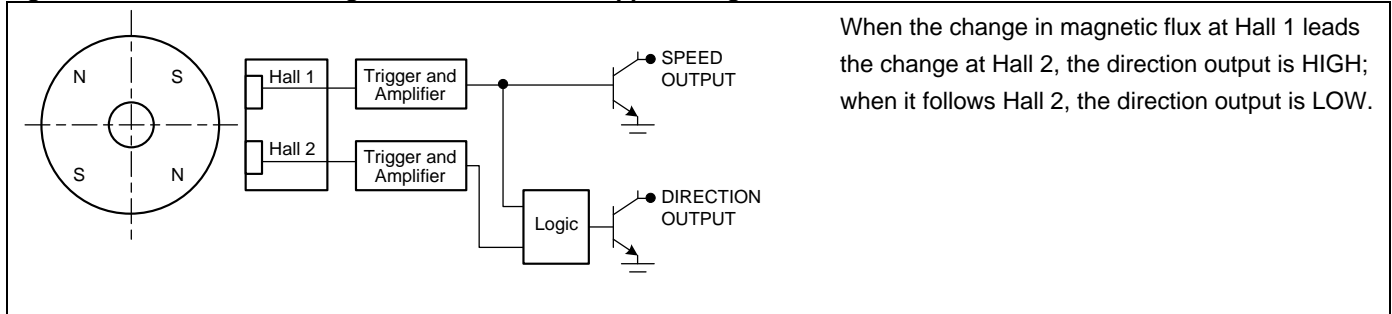 When the change in magnetic flux at Hall 1 leads
the change at Hall 2, the direction output is HIGH;
when it follows Hall 2, the direction output is LOW.
N
S
S
N
Hall 1
Hall 2
Trigger and
Amplifier
Trigger and
Amplifier
Logic
SPEED
OUTPUT
DIRECTION
OUTPUT